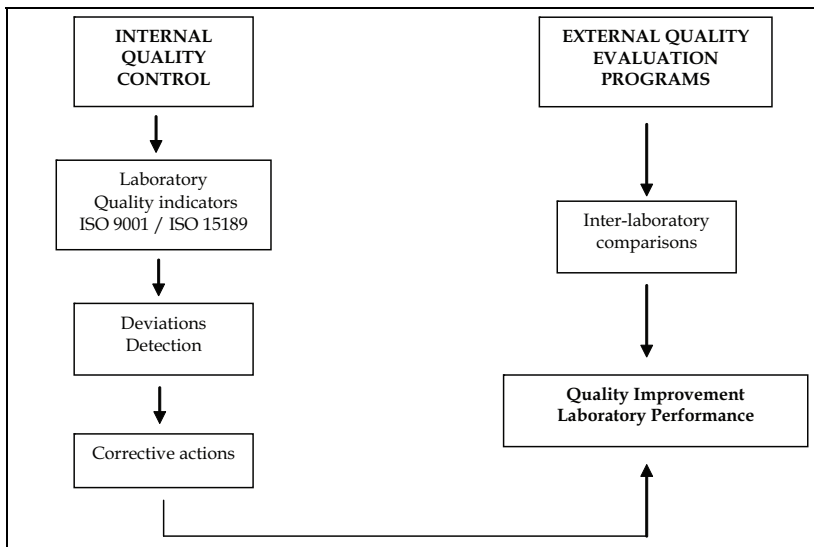 INTERNAL
QUALITY
CONTROL
Laboratory
Quality indicators
ISO 9001 / ISO 15189
Deviations
Detection
Corrective actions
EXTERNAL QUALITY
EVALUATION
PROGRAMS
Inter-laboratory
comparisons
Quality Improvement
Laboratory Performance